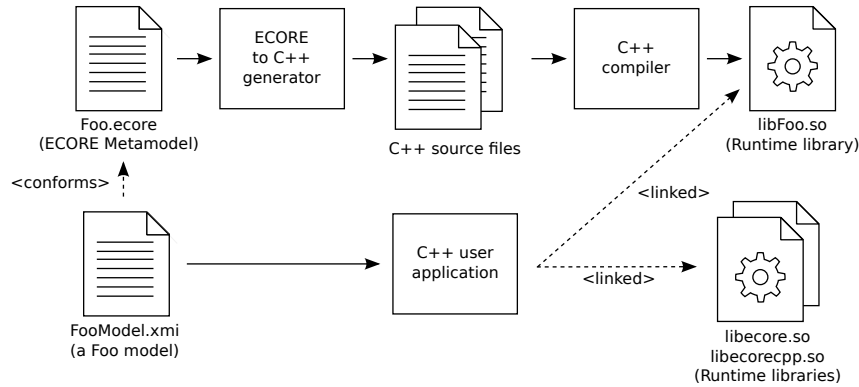 ECORE
to C++
generator
C++
compiler
Foo.ecore
(ECORE Metamodel)
C++ source files
libFoo.so
(Runtime library)
<conforms>
<linked>
C++ user
application
<linked>
FooModel.xmi
(a Foo model)
libecore.so
libecorecpp.so
(Runtime libraries)